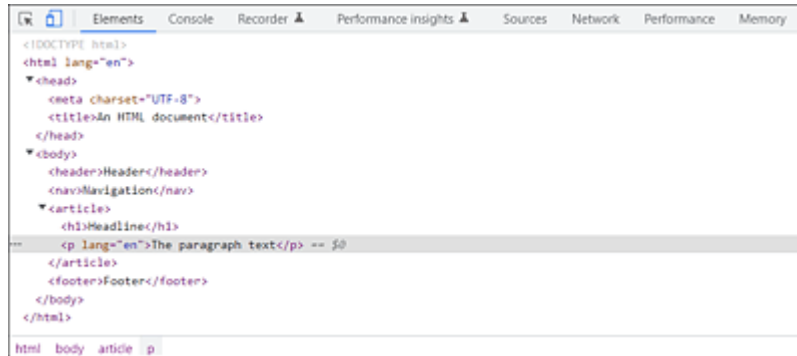 Elements Console Recorder Performance insights Sources Network Performance Memory
<!DOCTYPE html>
<html lang="en">
<head>
<meta charset="UTF-8">
<title>An HTML document</title>
</head>
<body>
<header>Header</header>
<nav>Navigation</nav>
<article>
<h1>Headline</h1>
... <p lang="en">The paragraph text</p> == $0
</article>
<footer>Footer</footer>
</body>
</html>
html body article p